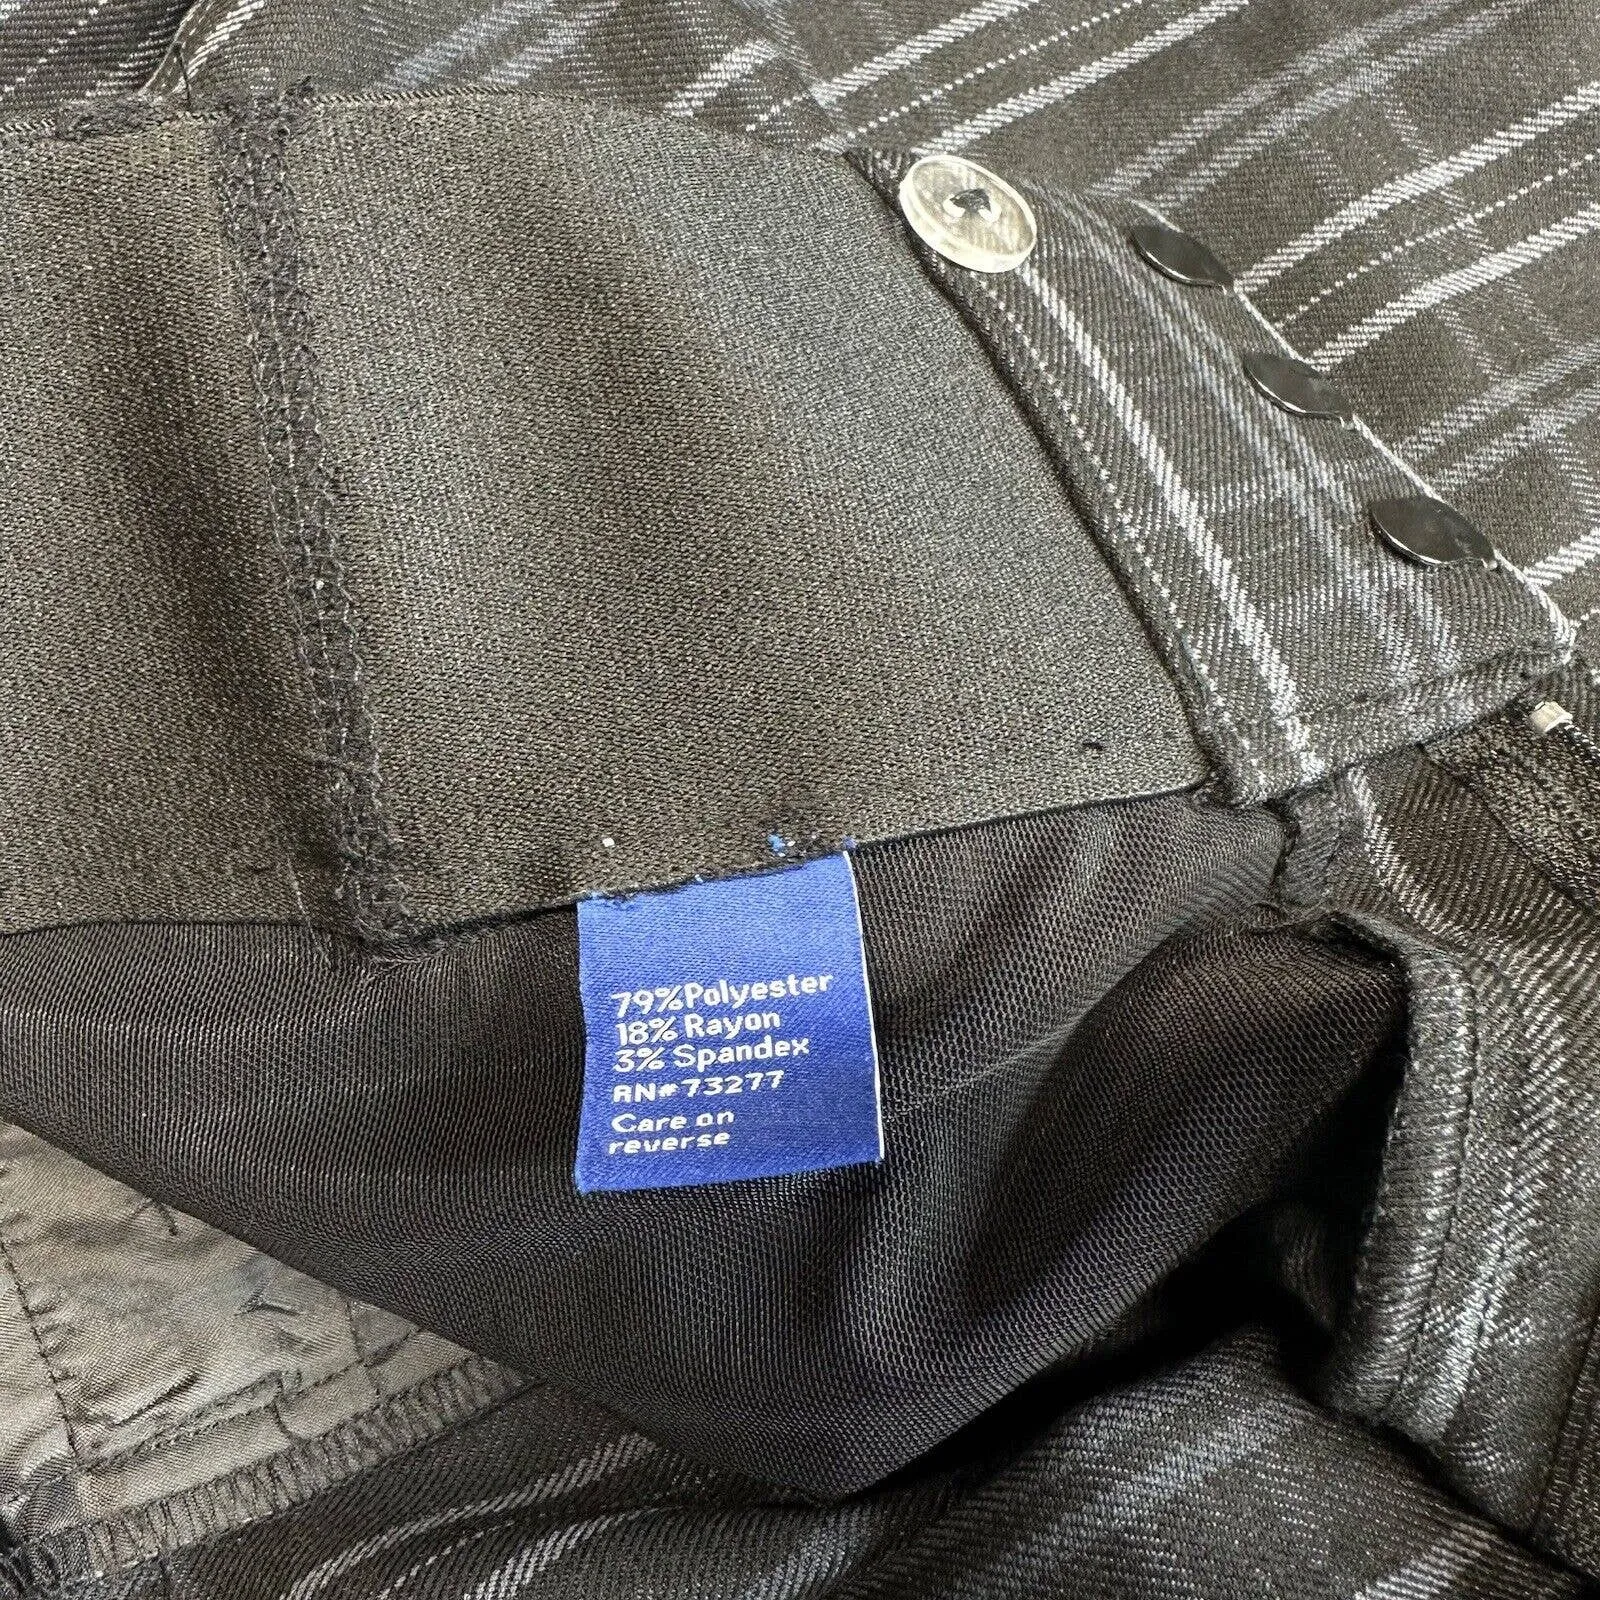 79%Polyester
18% Rayon
3% Spandex
RN#73277
Care on
reverse